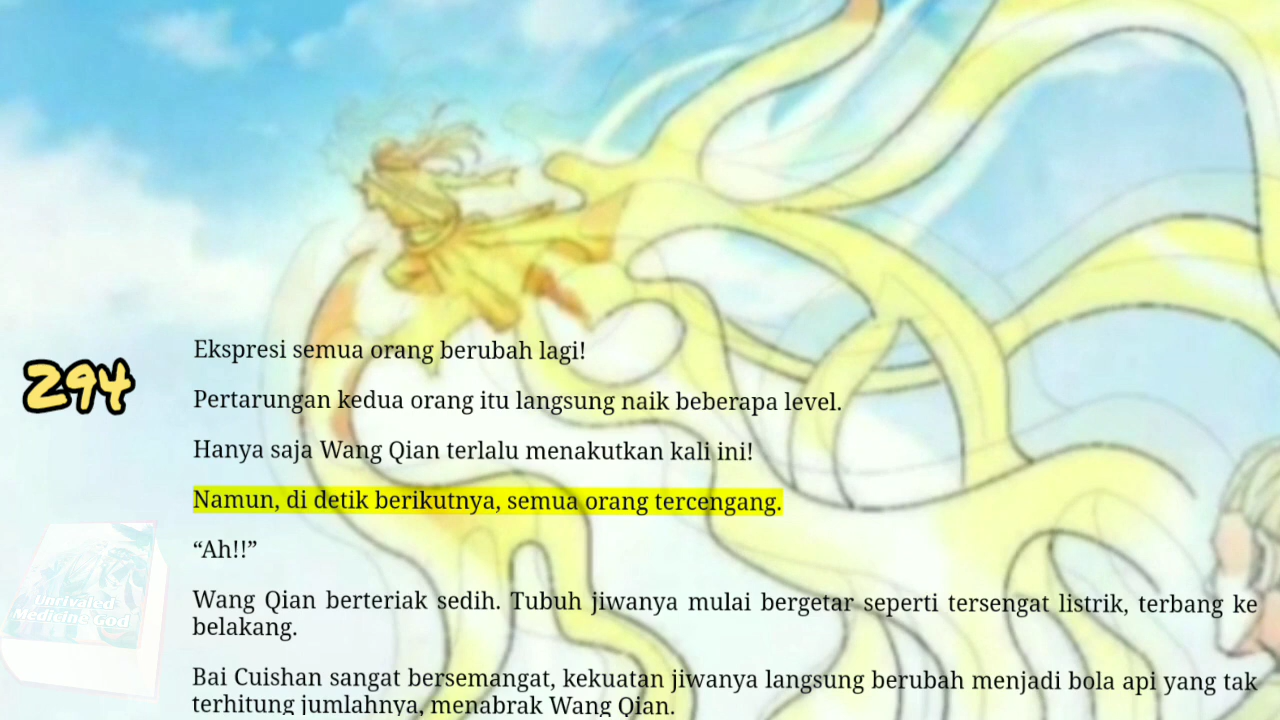 Ekspresi semua orang berubah lagi!
294
Pertarungan kedua orang itu langsung naik beberapa level.
Hanya saja Wang Qian terlalu menakutkan kali ini!
Namun, di detik berikutnya, semua orang tercengang.
“Ah!!”
Unrivaled
Medicine God
Wang Qian berteriak sedih. Tubuh jiwanya mulai bergetar seperti tersengat listrik, terbang ke
belakang.
Bai Cuishan sangat bersemangat, kekuatan jiwanya langsung berubah menjadi bola api yang tak
terhitung jumlahnya, menabrak Wang Qian.